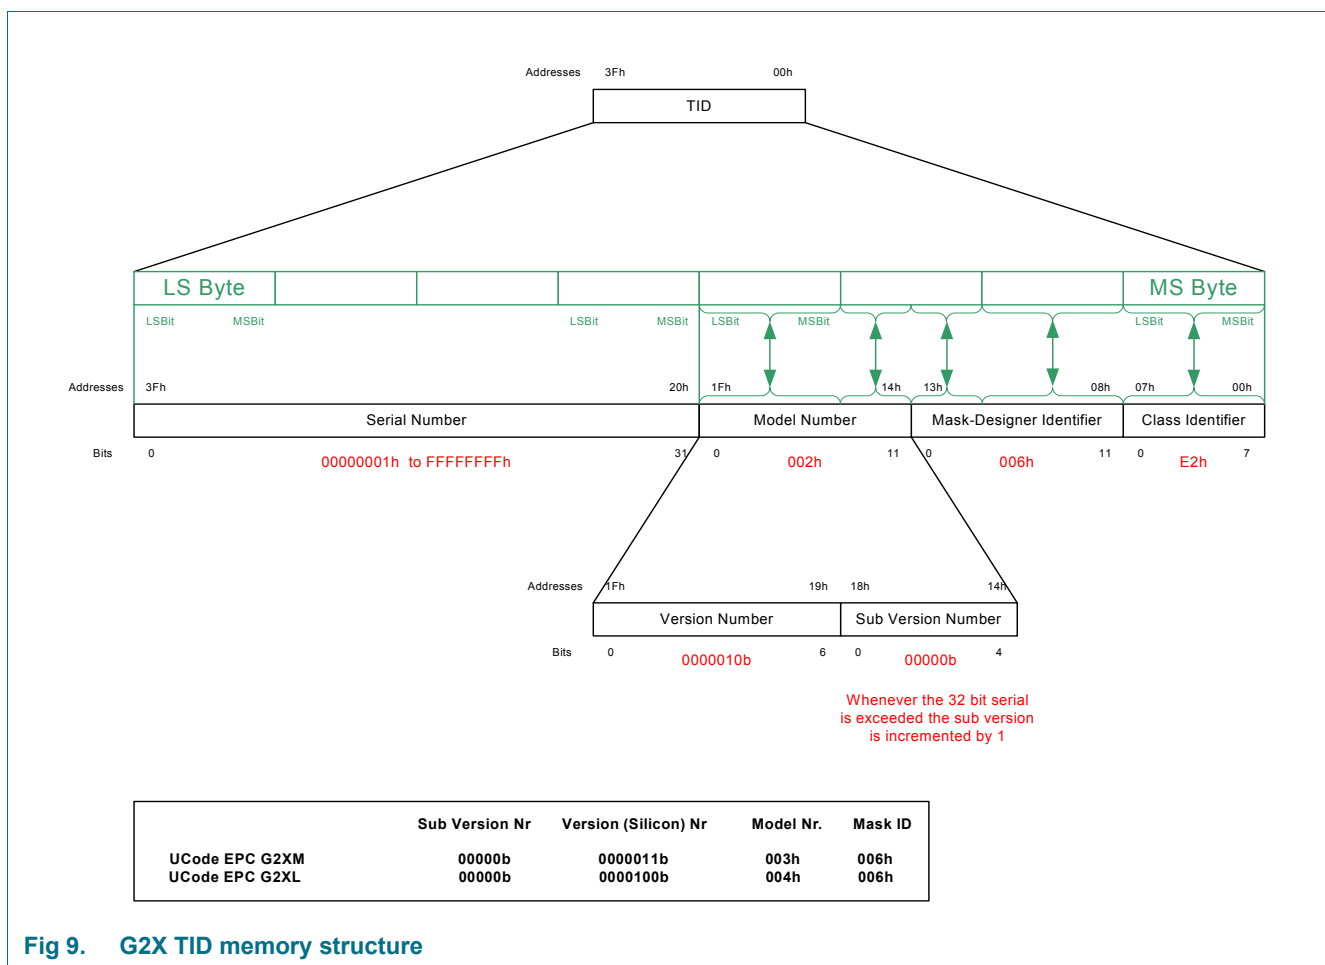 Addresses 3Fh 00h
TID
LS Byte MS Byte
LSBit MSBit LSBit MSBit LSBit MSBit LSBit MSBit
Addresses 3Fh 20h 1Fh 14h 13h 08h 07h 00h
Serial Number Model Number Mask-Designer Identifier Class Identifier
Bits 0 31 0 11 0 11 0 7
00000001h to FFFFFFFFh 002h 006h E2h
Addresses 1Fh 19h 18h 14h
Version Number Sub Version Number
Bits 0 6 0 4
0000010b 00000b
Whenever the 32 bit serial
is exceeded the sub version
is incremented by 1
Sub Version Nr Version (Silicon) Nr Model Nr. Mask ID
UCode EPC G2XM 00000b 0000011b 003h 006h
UCode EPC G2XL 00000b 0000100b 004h 006h
Fig 9. G2X TID memory structure